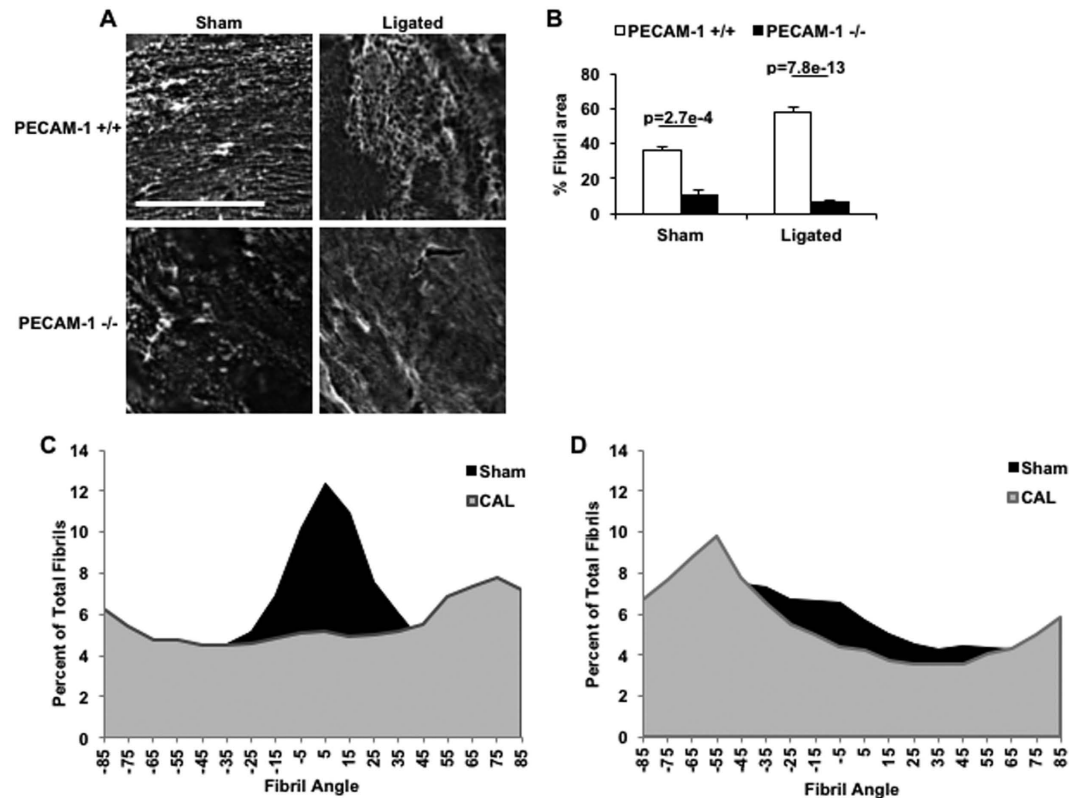 A
Sham Ligated
PECAM-1 +/+
PECAM-1 -/-
B
PECAM-1 +/+ PECAM-1 -/-
% Fibril area
80
60
40
20
0
p=2.7e-4
p=7.8e-13
Sham Ligated
C
Percent of Total Fibrils
14
12
10
8
6
4
2
0
Sham
CAL
-85 -75 -65 -55 -45 -35 -25 -15 -5 5 15 25 35 45 55 65 75 85
Fibril Angle
D
Percent of Total Fibrils
14
12
10
8
6
4
2
0
Sham
CAL
-85 -75 -65 -55 -45 -35 -25 -15 -5 5 15 25 35 45 55 65 75 85
Fibril Angle